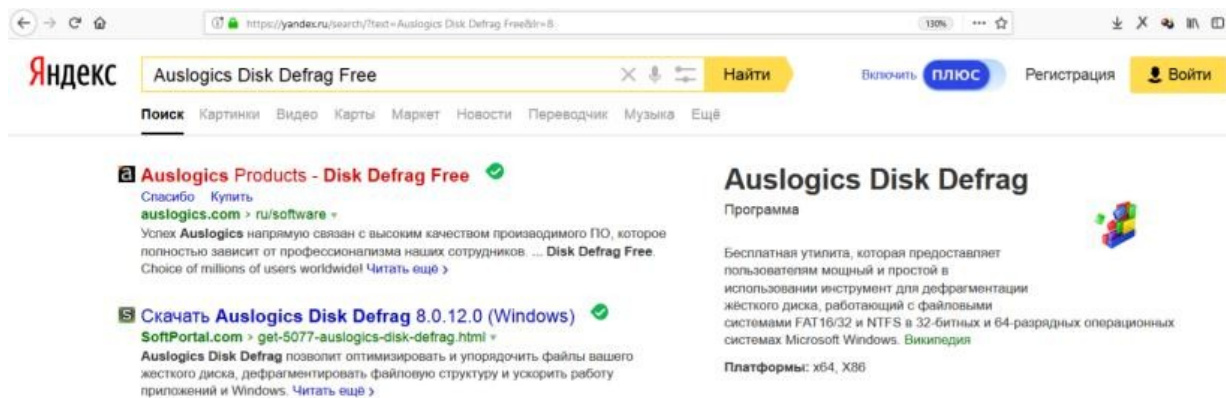 https://yandex.ru/search/?text=Auslogics Disk Defrag Free&lr=8
130%
Яндекс
Auslogics Disk Defrag Free
Найти
Включить ПЛЮС
Регистрация
Войти
Поиск Картинки Видео Карты Маркет Новости Переводчик Музыка Ещё
Auslogics Products - Disk Defrag Free
Спасибо Купить
auslogics.com > ru/software
Успех Auslogics напрямую связан с высоким качеством производимого ПО, которое
полностью зависит от профессионализма наших сотрудников. ... Disk Defrag Free.
Choice of millions of users worldwide! Читать ещё >
Скачать Auslogics Disk Defrag 8.0.12.0 (Windows)
SoftPortal.com > get-5077-auslogics-disk-defrag.html
Auslogics Disk Defrag позволит оптимизировать и упорядочить файлы вашего
жесткого диска, дефрагментировать файловую структуру и ускорить работу
приложений и Windows. Читать ещё >
Auslogics Disk Defrag
Программа
Бесплатная утилита, которая предоставляет
пользователям мощный и простой в
использовании инструмент для дефрагментации
жёсткого диска, работающий с файловыми
системами FAT16/32 и NTFS в 32-битных и 64-разрядных операционных
системах Microsoft Windows. Википедия
Платформы: x64, X86